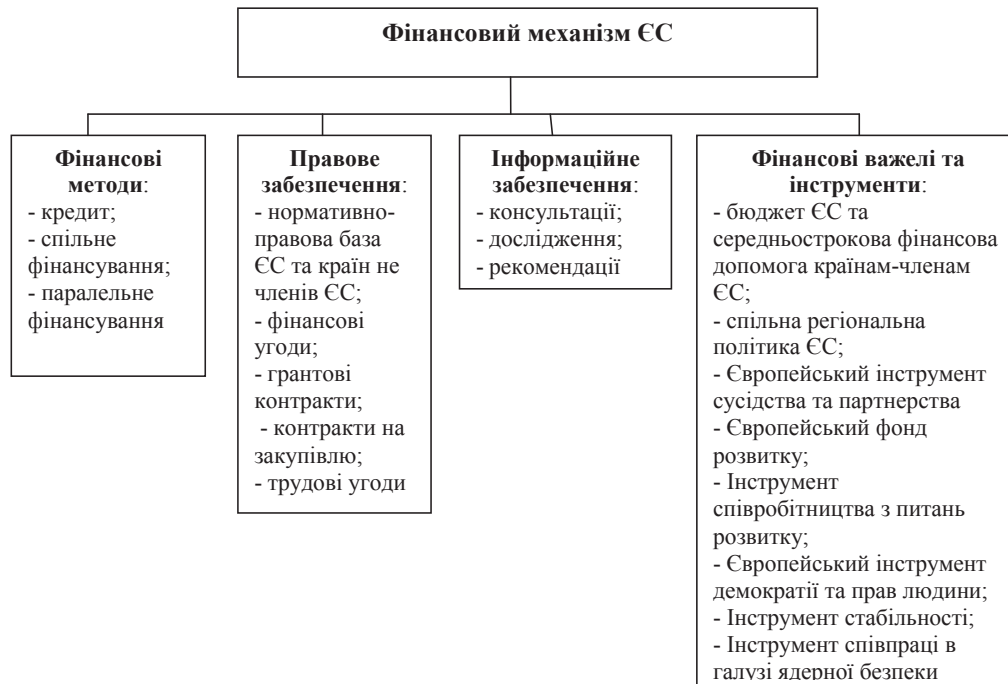 Фінансовий механізм ЄС
Фінансові
методи:
- кредит;
- спільне
фінансування;
- паралельне
фінансування
Правове
забезпечення:
- нормативно-
правова база
ЄС та країн не
членів ЄС;
- фінансові
угоди;
- грантові
контракти;
- контракти на
закупівлю;
- трудові угоди
Інформаційне
забезпечення:
- консультації;
- дослідження;
- рекомендації
Фінансові важелі та
інструменти:
- бюджет ЄС та
середньострокова фінансова
допомога країнам-членам
ЄС;
- спільна регіональна
політика ЄС;
- Європейський інструмент
сусідства та партнерства
- Європейський фонд
розвитку;
- Інструмент
співробітництва з питань
розвитку;
- Європейський інструмент
демократії та прав людини;
- Інструмент стабільності;
- Інструмент співпраці в
галузі ядерної безпеки